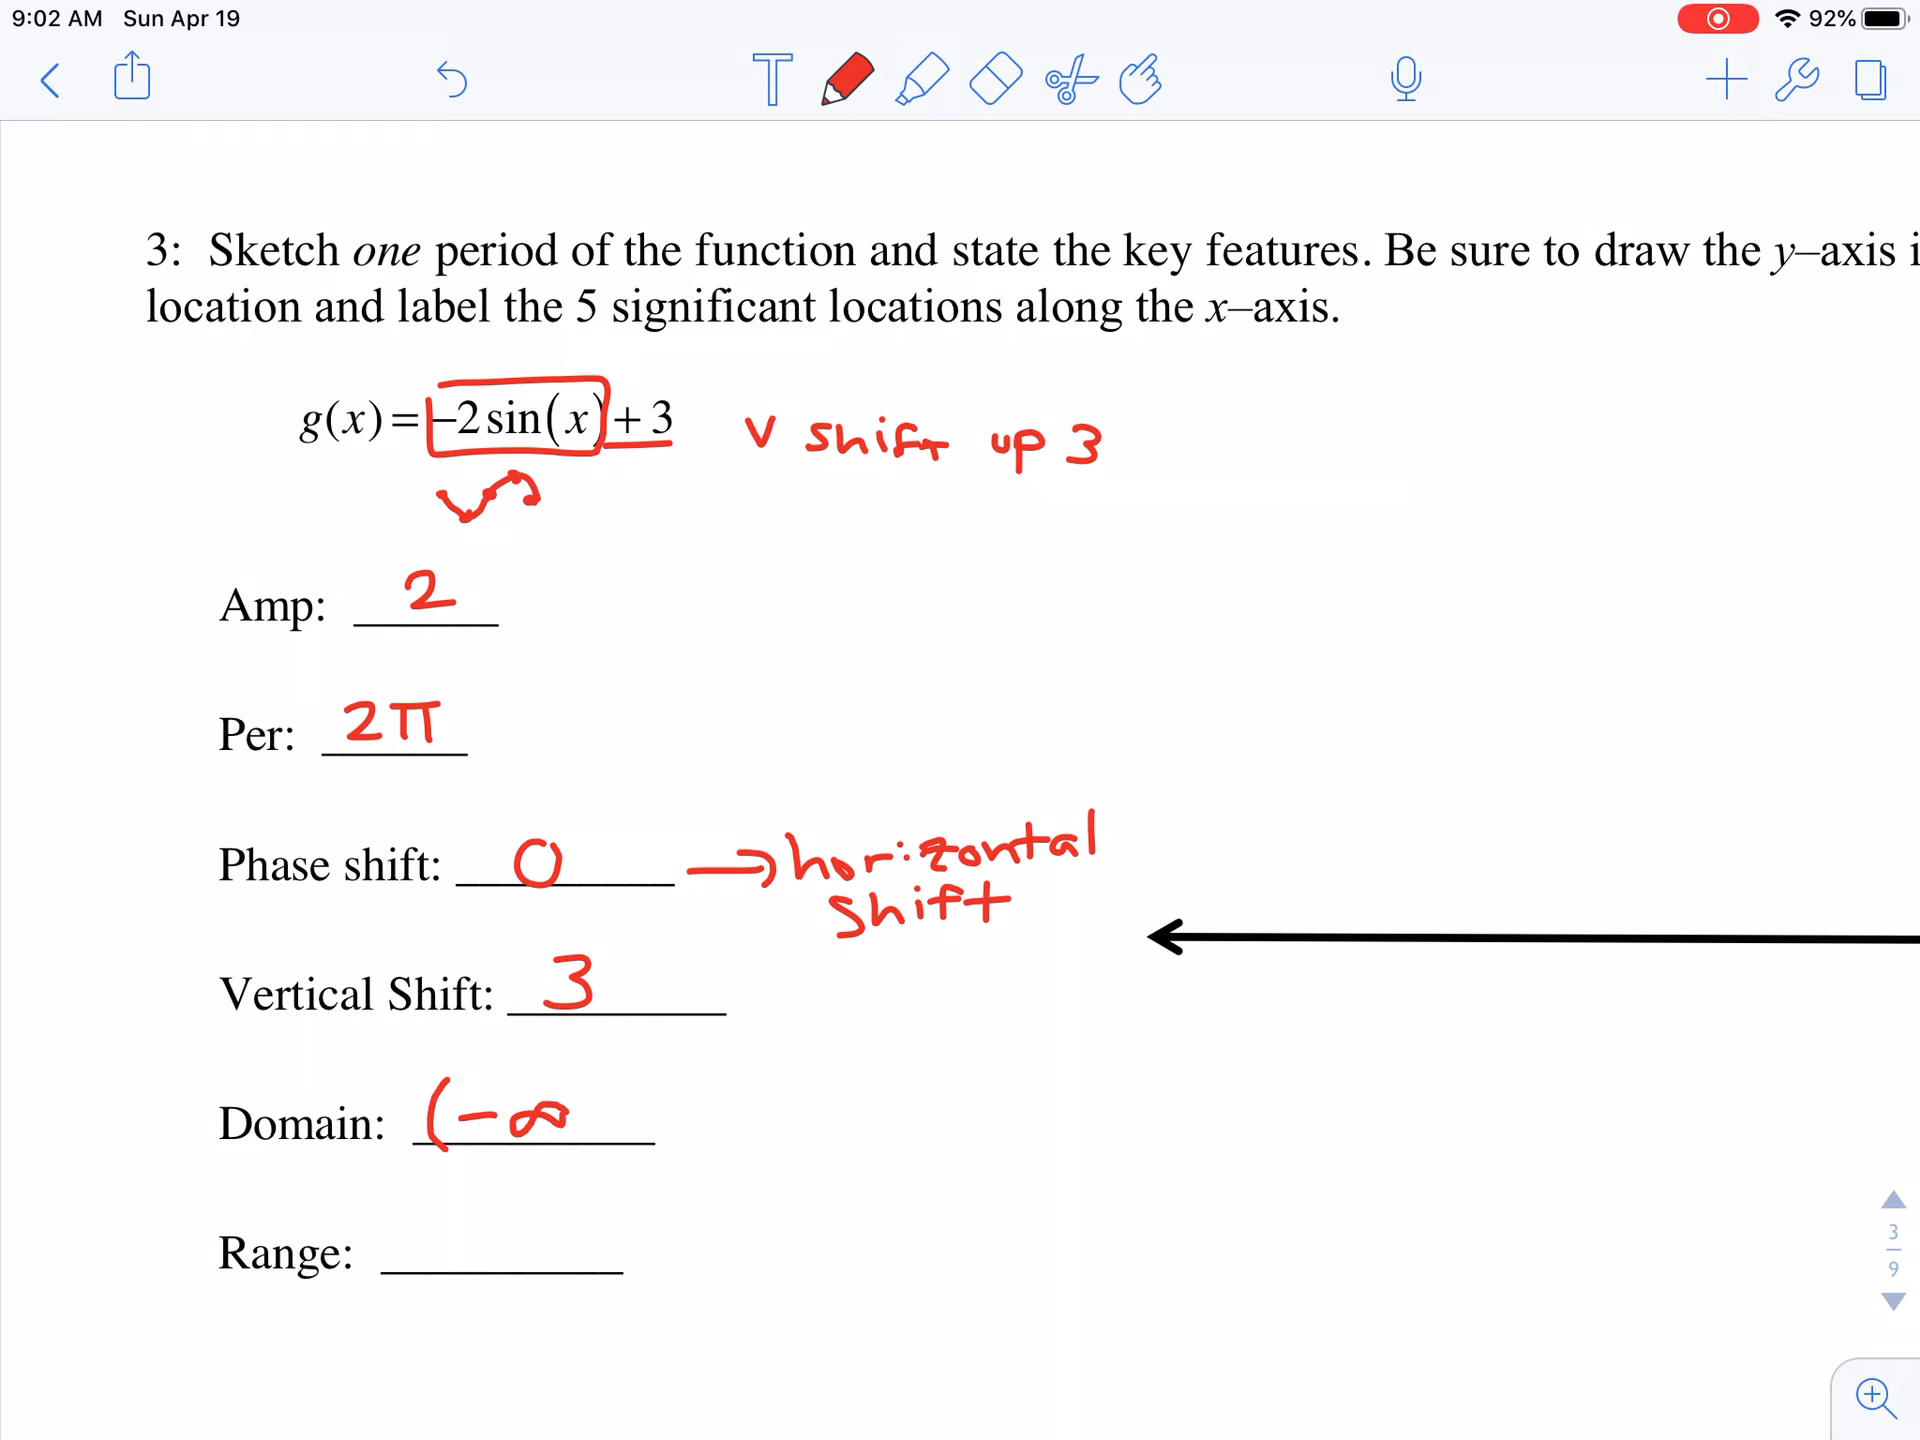 9:02 AM Sun Apr 19
92%
T
3: Sketch one period of the function and state the key features. Be sure to draw the y–axis i
location and label the 5 significant locations along the x–axis.
g(x) = –2 sin(x) + 3 V shift up 3
Amp: 2
Per: 2π
Phase shift: 0 → horizontal
shift
Vertical Shift: 3
Domain: (-∞
Range:
3
9